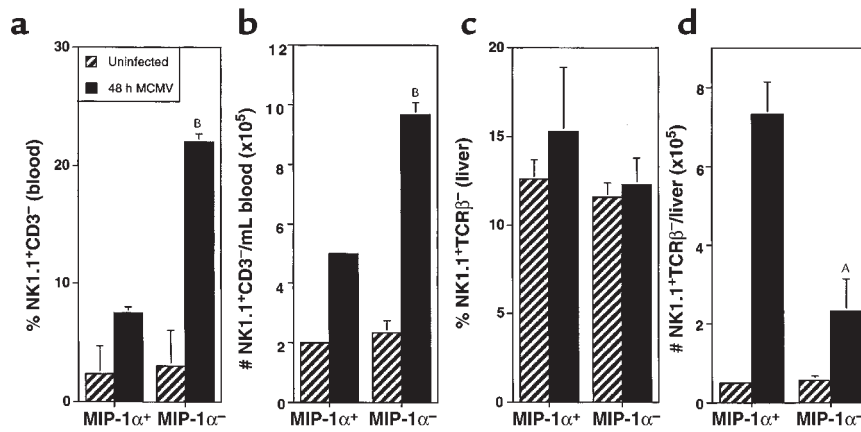 a
% NK1.1⁺CD3⁻ (blood)
30
20
10
0
Uninfected
48 h MCMV
B
MIP-1α⁺ MIP-1α⁻
b
# NK1.1⁺CD3⁻/mL blood (x10⁵)
12
10
8
6
4
2
0
B
MIP-1α⁺ MIP-1α⁻
c
% NK1.1⁺TCRβ⁻ (liver)
20
15
10
5
0
MIP-1α⁺ MIP-1α⁻
d
# NK1.1⁺TCRβ⁻/liver (x10⁵)
8
6
4
2
0
A
MIP-1α⁺ MIP-1α⁻